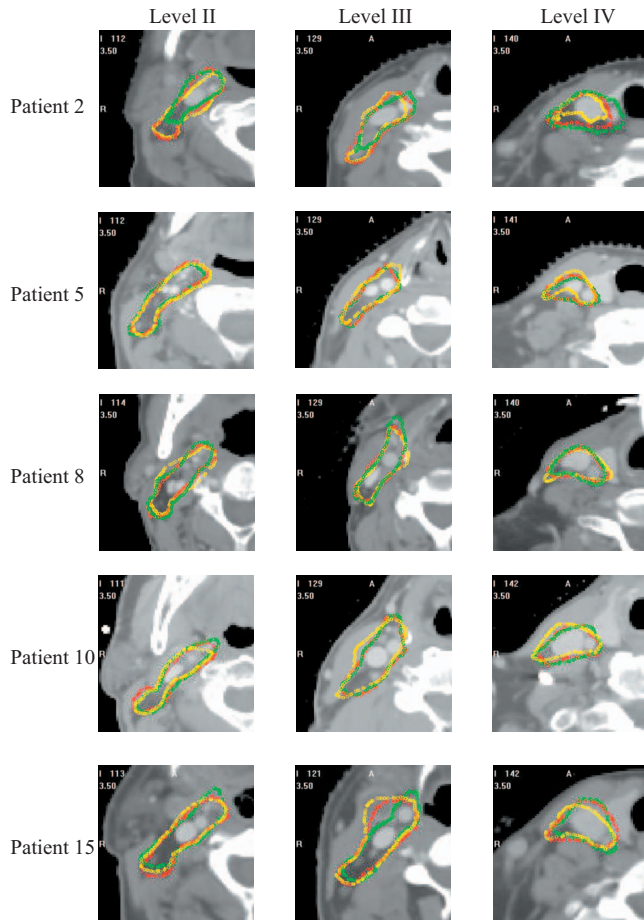 Level II Level III Level IV
Patient 2
I 112
3.50
R
I 129 A
3.50
R
I 140 A
3.50
R
Patient 5
I 112
3.50
R
I 129 A
3.50
R
I 141 A
3.50
R
Patient 8
I 114
3.50
R
I 129 A
3.50
R
I 140 A
3.50
R
Patient 10
I 111
3.50
R
I 129 A
3.50
R
I 142 A
3.50
R
Patient 15
I 113 A
3.50
R
I 121 A
3.50
R
I 142 A
3.50
R